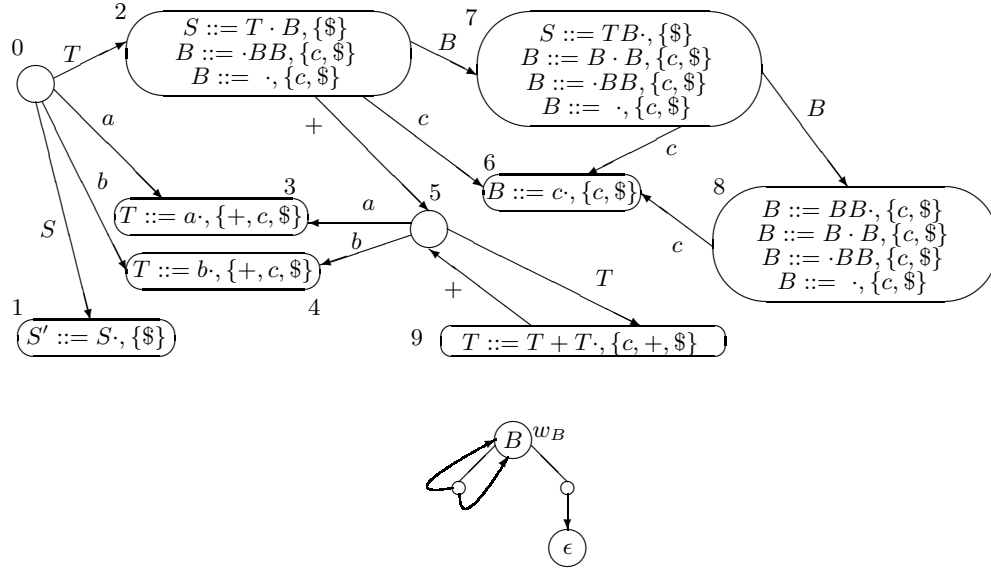 0
T
2
S ::= T · B, {$}
B ::= ·BB, {c, $}
B ::= ·, {c, $}
B
7
S ::= TB·, {$}
B ::= B · B, {c, $}
B ::= ·BB, {c, $}
B ::= ·, {c, $}
B
a
+
c
c
b
3
T ::= a·, {+, c, $}
a
5
6
B ::= c·, {c, $}
8
B ::= BB·, {c, $}
B ::= B · B, {c, $}
B ::= ·BB, {c, $}
B ::= ·, {c, $}
c
S
T ::= b·, {+, c, $}
b
4
+
T
1
S′ ::= S·, {$}
9
T ::= T + T·, {c, +, $}
B
w_B
ϵ